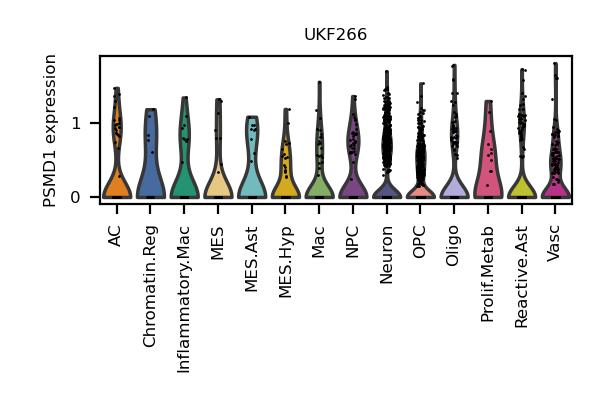 UKF266
PSMD1 expression
1
0
AC
Chromatin.Reg
Inflammatory.Mac
MES
MES.Ast
MES.Hyp
Mac
NPC
Neuron
OPC
Oligo
Prolif.Metab
Reactive.Ast
Vasc